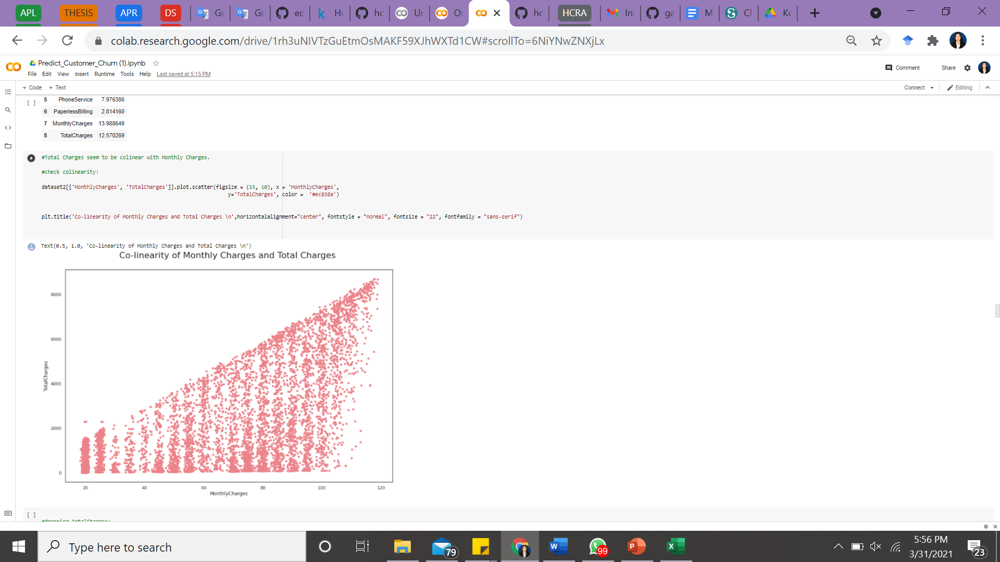 APL THESIS APR DS Go Go ed Ho hc Ur Or hc HCRA In ga M Cl Ke
colab.research.google.com/drive/1rh3uNIVTzGuEtmOsMAKF59XJhWXTd1CW#scrollTo=6NiYNwZNXjLx
Predict_Customer_Churn (1).ipynb
File Edit View Insert Runtime Tools Help Last saved at 5:15 PM
Comment Share
+ Code + Text
Connect Editing
[ ] 5 PhoneService 7.976386
6 PaperlessBilling 2.814160
7 MonthlyCharges 13.988649
8 TotalCharges 12.570269
#Total Charges seem to be colinear with Monthly Charges.
#check colinearity:
dataset2[['MonthlyCharges', 'TotalCharges']].plot.scatter(figsize = (15, 10), x = 'MonthlyCharges',
y='TotalCharges', color = '#ec838a')
plt.title('Co-linearity of Monthly Charges and Total Charges \n',horizontalalignment="center", fontstyle = "normal", fontsize = "22", fontfamily = "sans-serif")
Text(0.5, 1.0, 'Co-linearity of Monthly Charges and Total Charges \n')
Co-linearity of Monthly Charges and Total Charges
8000
6000
TotalCharges
4000
2000
0
20 40 60 80 100 120
MonthlyCharges
[ ]
#dropping TotalCharges:
Type here to search
79
99
5:56 PM
3/31/2021
23